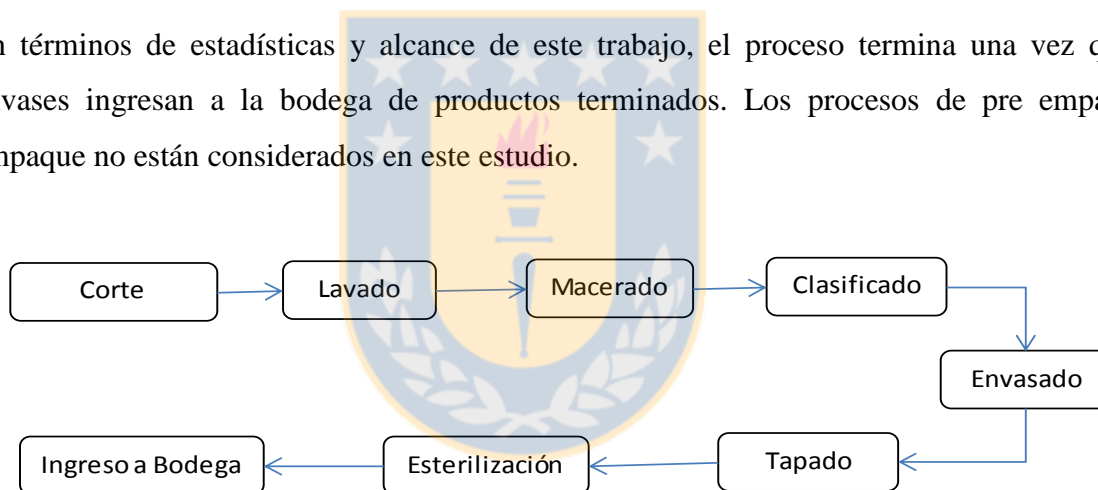 n términos de estadísticas y alcance de este trabajo, el proceso termina una vez q
vases ingresan a la bodega de productos terminados. Los procesos de pre empa
npaque no están considerados en este estudio.
Corte
Lavado
Macerado
Clasificado
Envasado
Tapado
Esterilización
Ingreso a Bodega